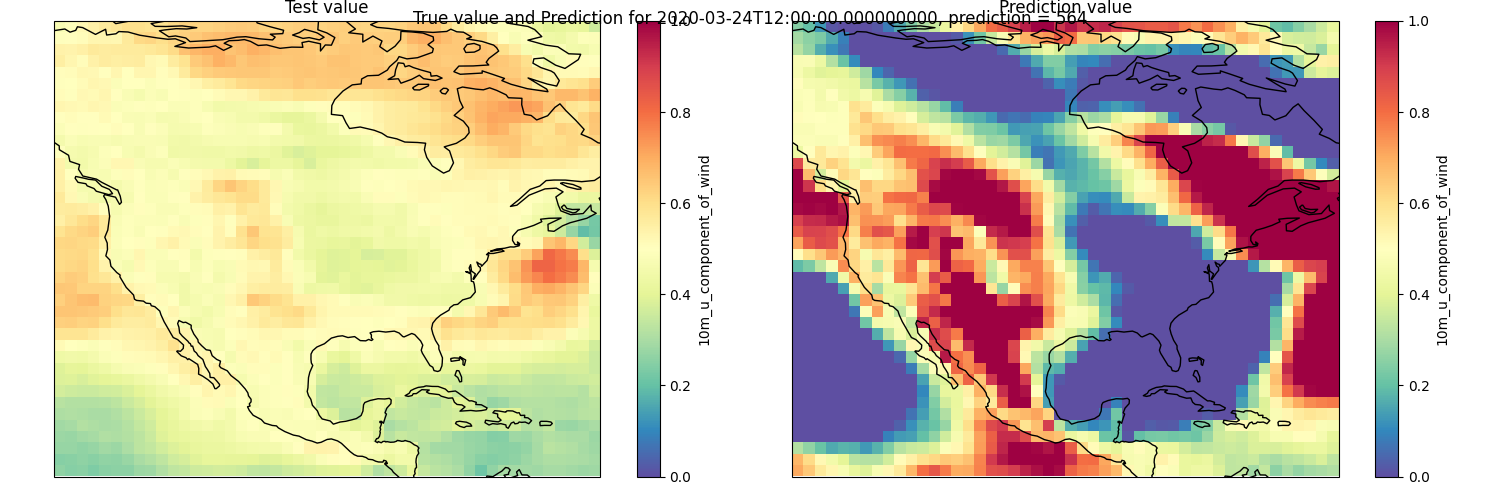 True value and Prediction for 2020-03-24T12:00:00.000000000, prediction = 564
Test value
1.0
0.8
0.6
0.4
0.2
0.0
10m_u_component_of_wind
Prediction value
1.0
0.8
0.6
0.4
0.2
0.0
10m_u_component_of_wind